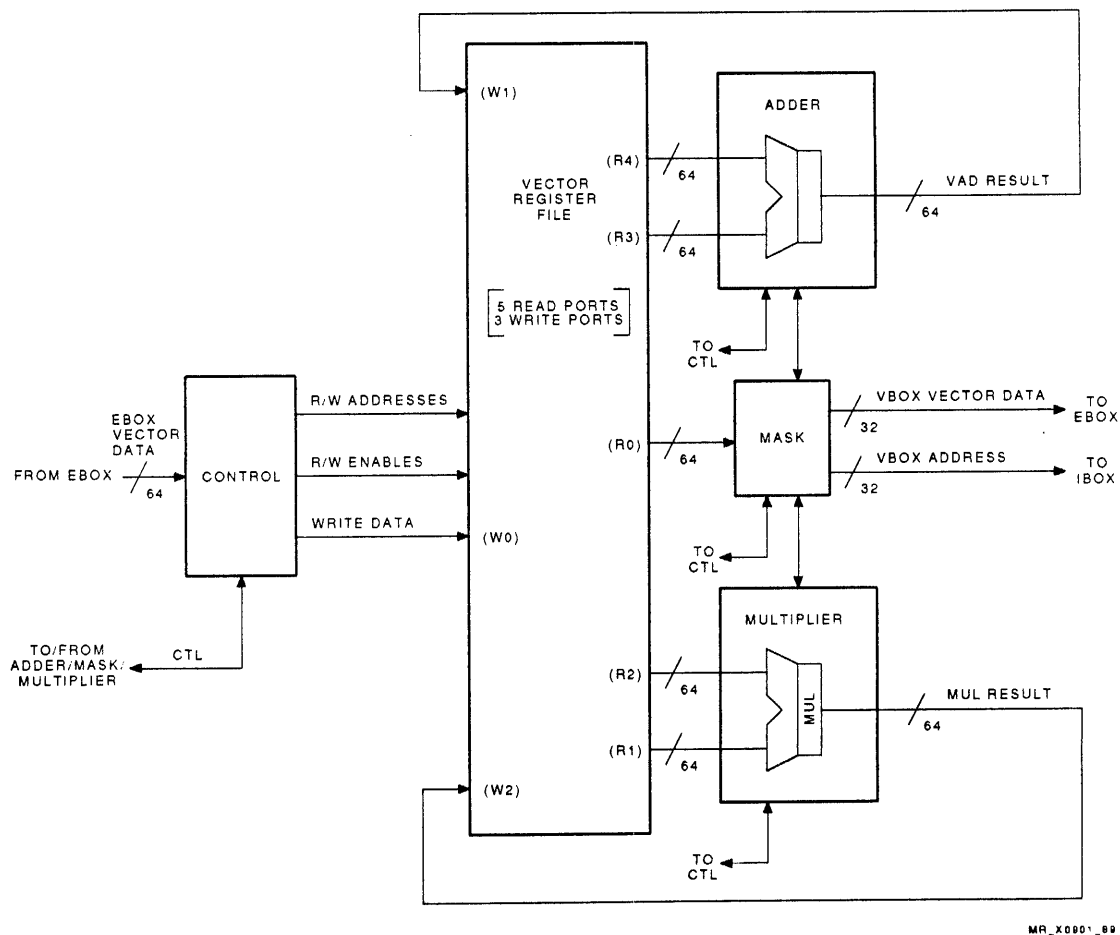 (W1)
ADDER
(R4)
64
VECTOR
REGISTER
FILE
VAD RESULT
64
(R3)
64
5 READ PORTS
3 WRITE PORTS
TO
CTL
R/W ADDRESSES
EBOX
VECTOR
DATA
FROM EBOX
64
CONTROL
R/W ENABLES
WRITE DATA
(W0)
(R0)
64
MASK
VBOX VECTOR DATA
32
TO
EBOX
VBOX ADDRESS
32
TO
IBOX
TO
CTL
MULTIPLIER
TO/FROM
ADDER/MASK/
MULTIPLIER
CTL
(R2)
64
MUL
MUL RESULT
64
(R1)
64
(W2)
TO
CTL
MR_X0901_89